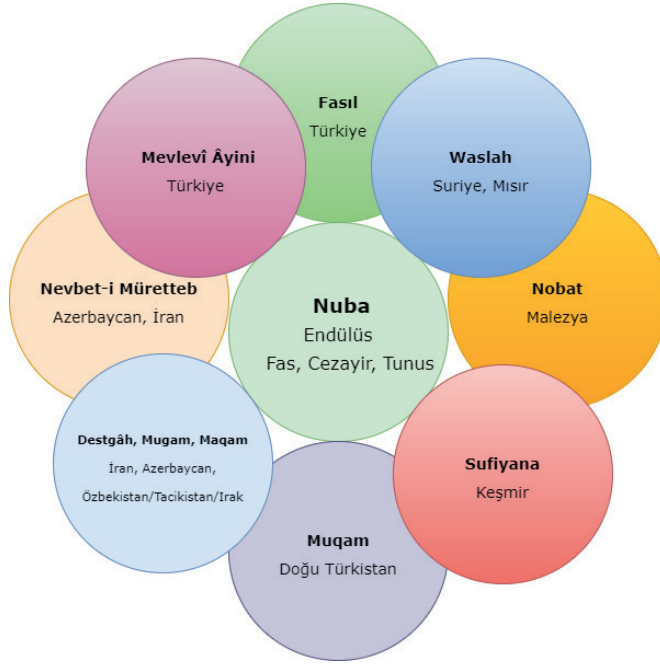 Fasıl
Türkiye
Mevlevî Âyini
Türkiye
Waslah
Suriye, Mısır
Nevbet-i Müretteb
Azerbaycan, İran
Nuba
Endülüs
Fas, Cezayir, Tunus
Nobat
Malezya
Destgâh, Mugam, Maqam
İran, Azerbaycan,
Özbekistan/Tacikistan/Irak
Sufiyana
Keşmir
Muqam
Doğu Türkistan